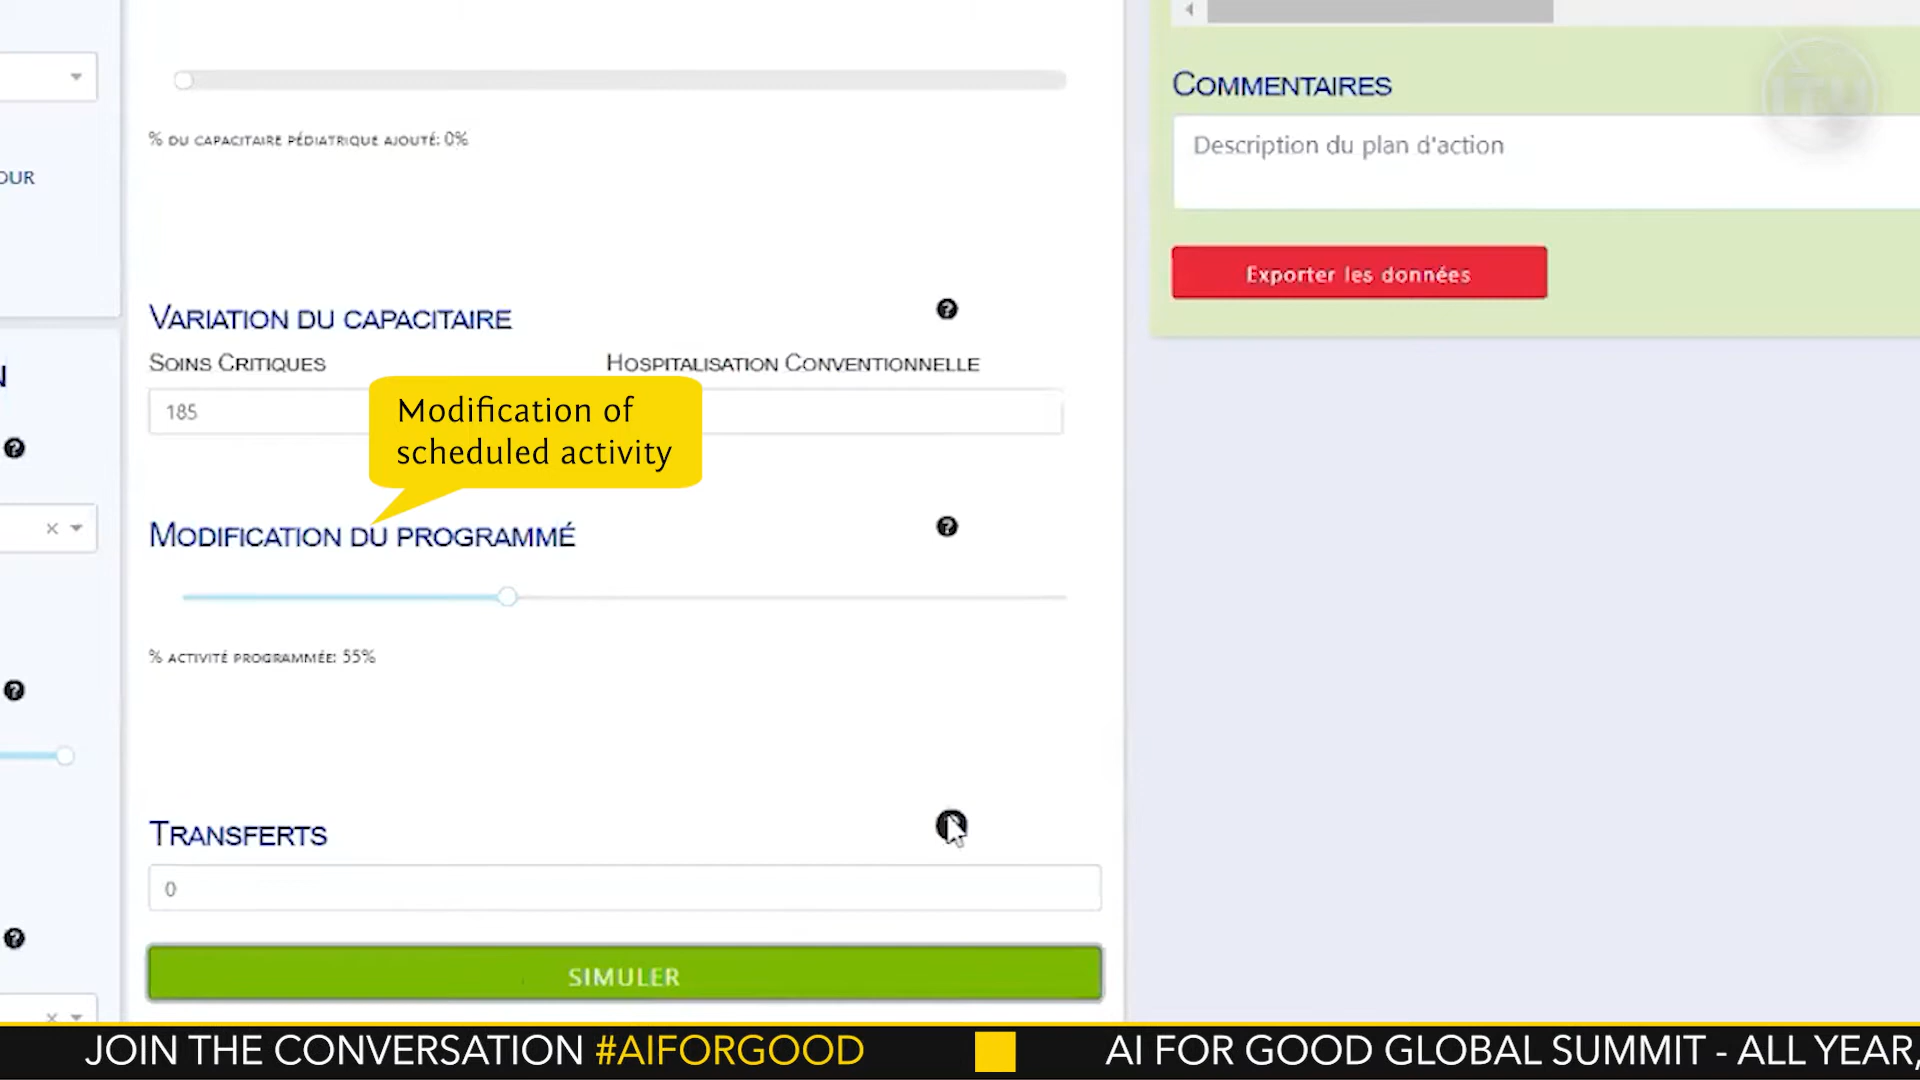 % DU CAPACITAIRE PÉDIATRIQUE AJOUTÉ: 0%
OUR
VARIATION DU CAPACITAIRE
SOINS CRITIQUES
HOSPITALISATION CONVENTIONNELLE
185
Modification of
scheduled activity
MODIFICATION DU PROGRAMMÉ
% ACTIVITÉ PROGRAMMÉE: 55%
TRANSFERTS
0
SIMULER
COMMENTAIRES
Description du plan d'action
Exporter les données
ITU
JOIN THE CONVERSATION #AIFORGOOD
AI FOR GOOD GLOBAL SUMMIT - ALL YEAR,